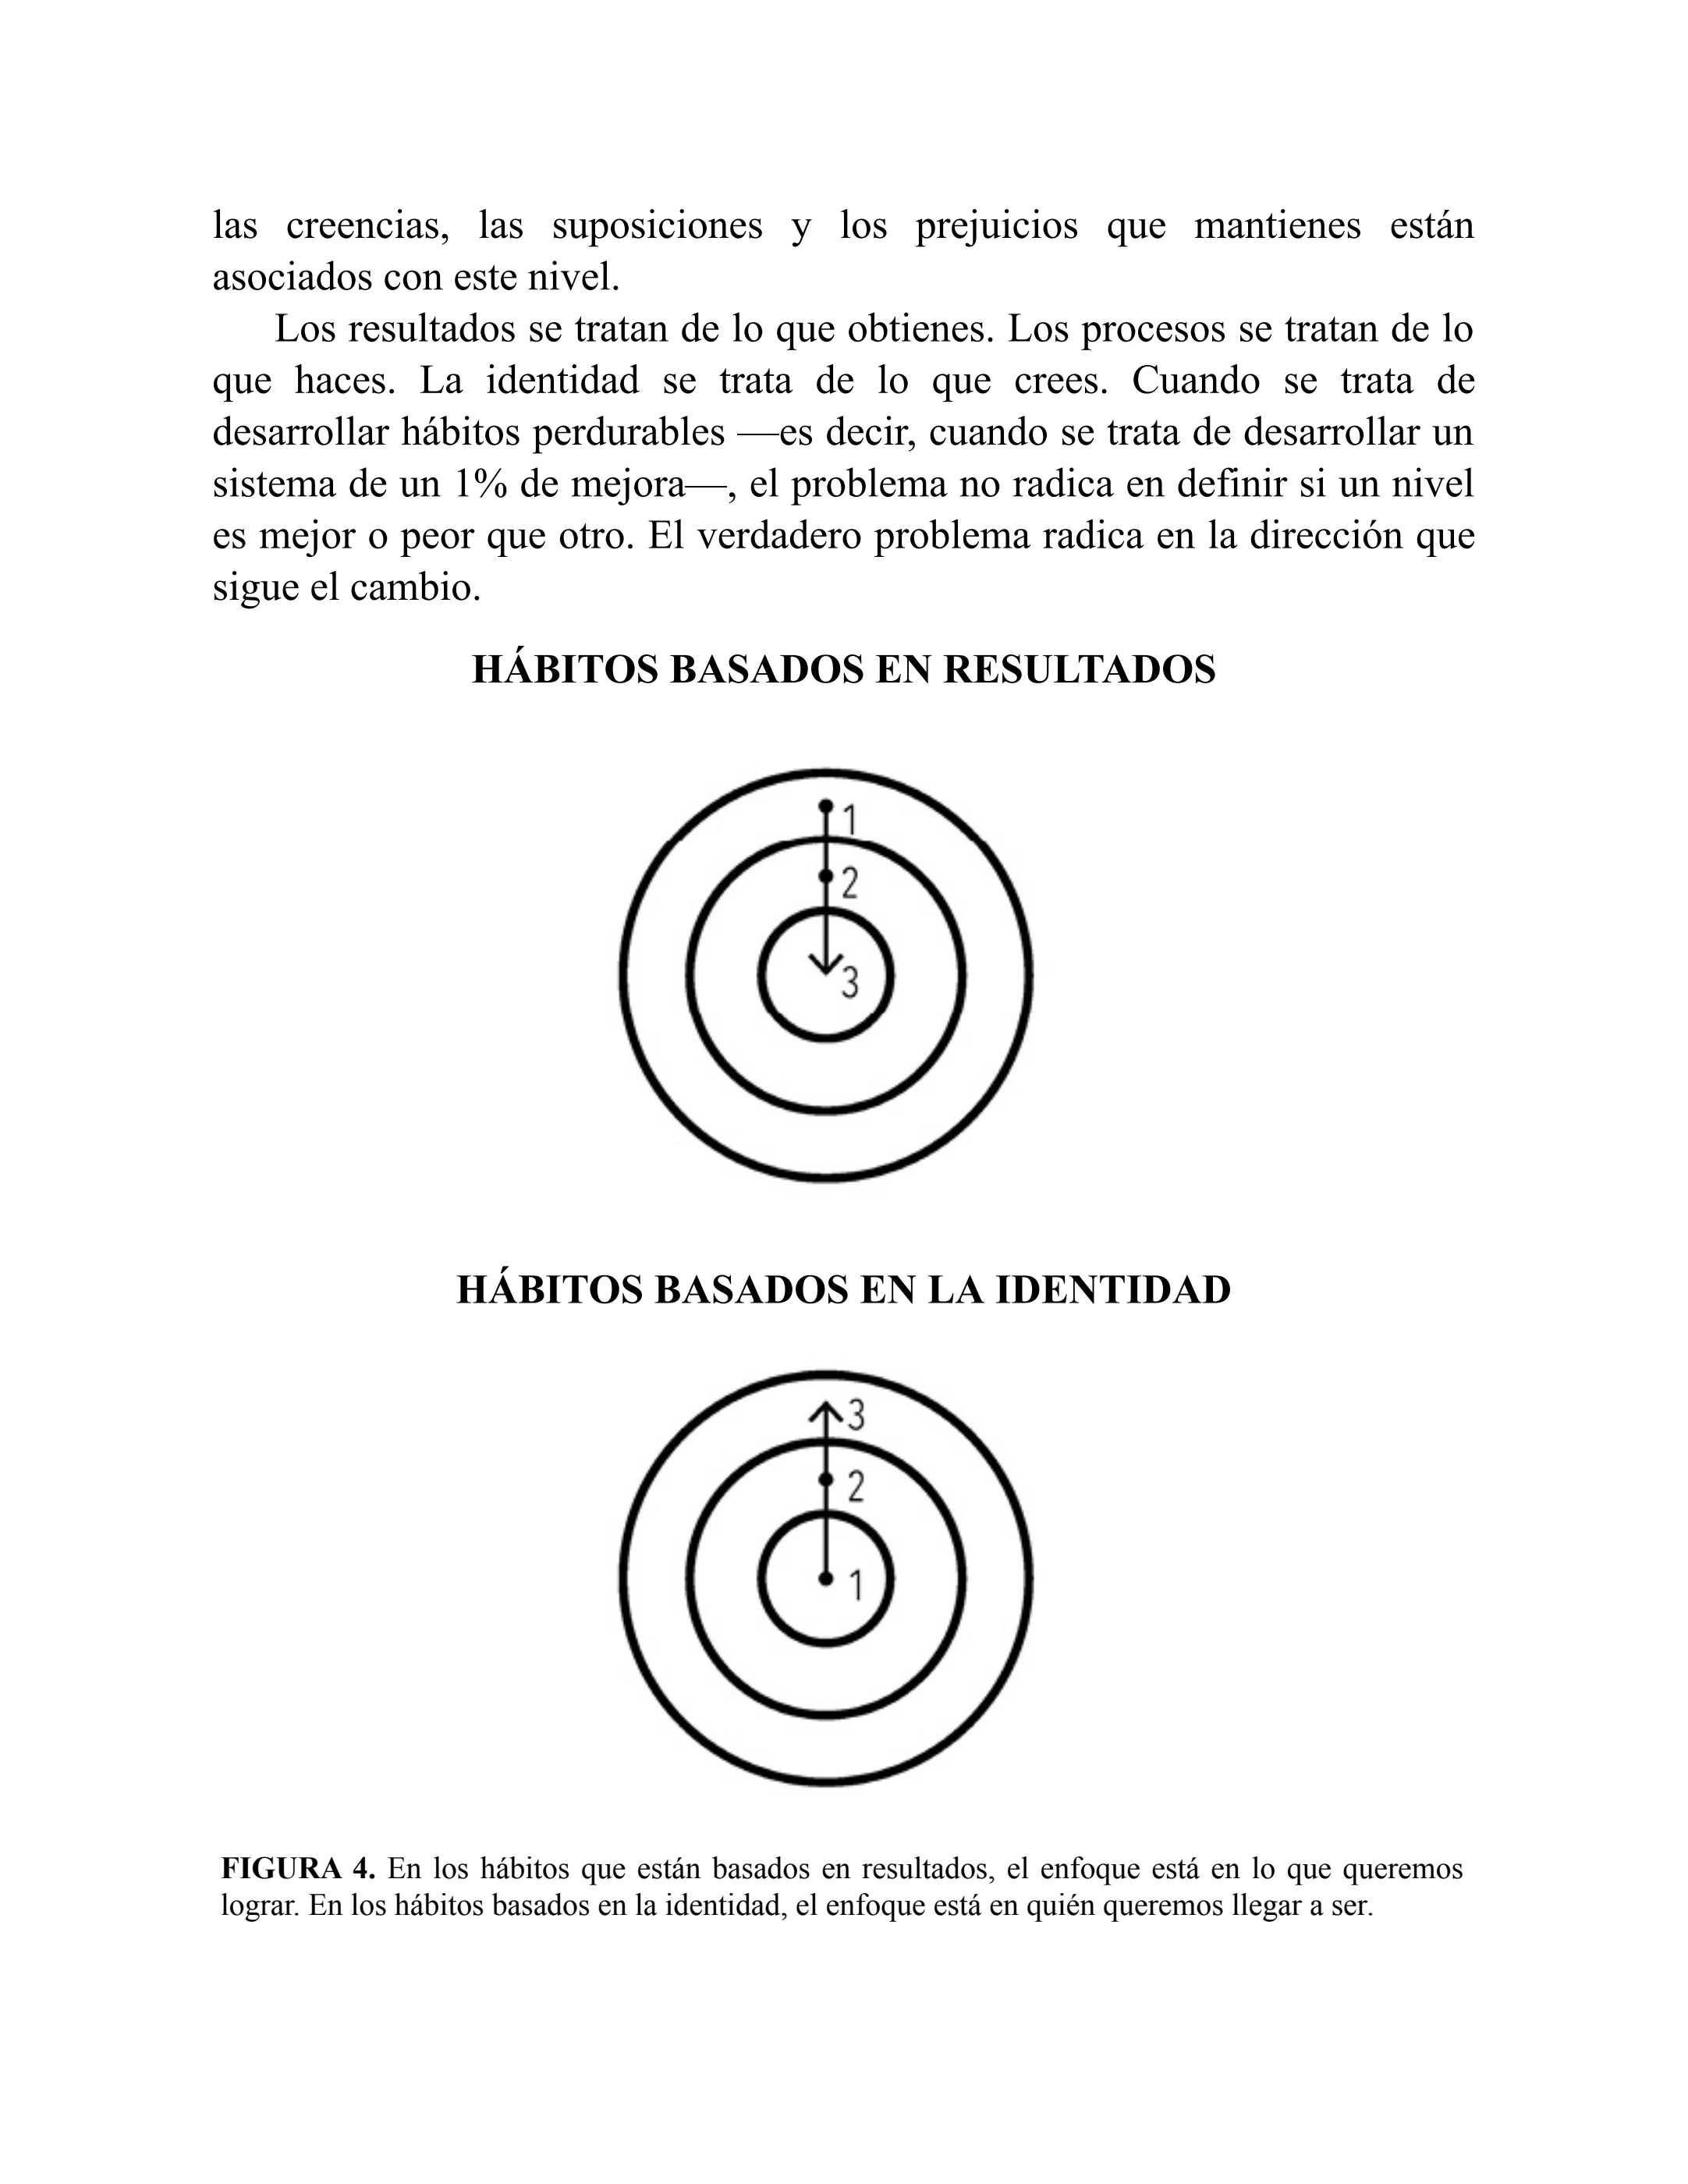 las creencias, las suposiciones y los prejuicios que mantienes están
asociados con este nivel.
Los resultados se tratan de lo que obtienes. Los procesos se tratan de lo
que haces. La identidad se trata de lo que crees. Cuando se trata de
desarrollar hábitos perdurables —es decir, cuando se trata de desarrollar un
sistema de un 1% de mejora—, el problema no radica en definir si un nivel
es mejor o peor que otro. El verdadero problema radica en la dirección que
sigue el cambio.
HÁBITOS BASADOS EN RESULTADOS
1
2
3
HÁBITOS BASADOS EN LA IDENTIDAD
3
2
1
FIGURA 4. En los hábitos que están basados en resultados, el enfoque está en lo que queremos
lograr. En los hábitos basados en la identidad, el enfoque está en quién queremos llegar a ser.